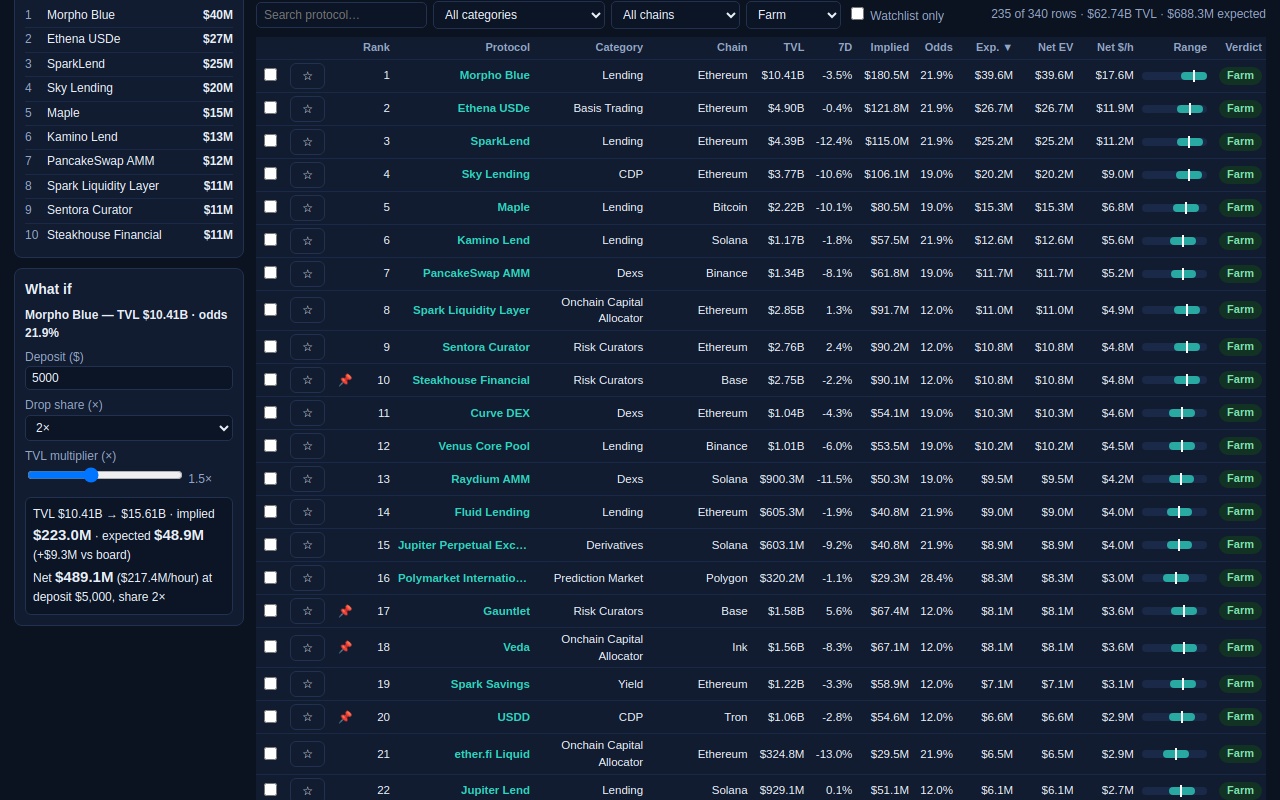 1 Morpho Blue $40M
2 Ethena USDe $27M
3 SparkLend $25M
4 Sky Lending $20M
5 Maple $15M
6 Kamino Lend $13M
7 PancakeSwap AMM $12M
8 Spark Liquidity Layer $11M
9 Sentora Curator $11M
10 Steakhouse Financial $11M
What if
Morpho Blue — TVL $10.41B · odds
21.9%
Deposit ($)
5000
Drop share (×)
2×
TVL multiplier (×)
1.5×
TVL $10.41B → $15.61B · implied
$223.0M · expected $48.9M
(+$9.3M vs board)
Net $489.1M ($217.4M/hour) at
deposit $5,000, share 2×
Search protocol… All categories All chains Farm Watchlist only 235 of 340 rows · $62.74B TVL · $688.3M expected
Rank Protocol Category Chain TVL 7D Implied Odds Exp. ▼ Net EV Net $/h Range Verdict
☆ 1 Morpho Blue Lending Ethereum $10.41B -3.5% $180.5M 21.9% $39.6M $39.6M $17.6M Farm
☆ 2 Ethena USDe Basis Trading Ethereum $4.90B -0.4% $121.8M 21.9% $26.7M $26.7M $11.9M Farm
☆ 3 SparkLend Lending Ethereum $4.39B -12.4% $115.0M 21.9% $25.2M $25.2M $11.2M Farm
☆ 4 Sky Lending CDP Ethereum $3.77B -10.6% $106.1M 19.0% $20.2M $20.2M $9.0M Farm
☆ 5 Maple Lending Bitcoin $2.22B -10.1% $80.5M 19.0% $15.3M $15.3M $6.8M Farm
☆ 6 Kamino Lend Lending Solana $1.17B -1.8% $57.5M 21.9% $12.6M $12.6M $5.6M Farm
☆ 7 PancakeSwap AMM Dexs Binance $1.34B -8.1% $61.8M 19.0% $11.7M $11.7M $5.2M Farm
☆ 8 Spark Liquidity Layer Onchain Capital Allocator Ethereum $2.85B 1.3% $91.7M 12.0% $11.0M $11.0M $4.9M Farm
☆ 9 Sentora Curator Risk Curators Ethereum $2.76B 2.4% $90.2M 12.0% $10.8M $10.8M $4.8M Farm
☆ 📌 10 Steakhouse Financial Risk Curators Base $2.75B -2.2% $90.1M 12.0% $10.8M $10.8M $4.8M Farm
☆ 11 Curve DEX Dexs Ethereum $1.04B -4.3% $54.1M 19.0% $10.3M $10.3M $4.6M Farm
☆ 12 Venus Core Pool Lending Binance $1.01B -6.0% $53.5M 19.0% $10.2M $10.2M $4.5M Farm
☆ 13 Raydium AMM Dexs Solana $900.3M -11.5% $50.3M 19.0% $9.5M $9.5M $4.2M Farm
☆ 14 Fluid Lending Lending Ethereum $605.3M -1.9% $40.8M 21.9% $9.0M $9.0M $4.0M Farm
☆ 15 Jupiter Perpetual Exc… Derivatives Solana $603.1M -9.2% $40.8M 21.9% $8.9M $8.9M $4.0M Farm
☆ 16 Polymarket Internatio… Prediction Market Polygon $320.2M -1.1% $29.3M 28.4% $8.3M $8.3M $3.0M Farm
☆ 📌 17 Gauntlet Risk Curators Base $1.58B 5.6% $67.4M 12.0% $8.1M $8.1M $3.6M Farm
☆ 📌 18 Veda Onchain Capital Allocator Ink $1.56B -8.3% $67.1M 12.0% $8.1M $8.1M $3.6M Farm
☆ 19 Spark Savings Yield Ethereum $1.22B -3.3% $58.9M 12.0% $7.1M $7.1M $3.1M Farm
☆ 📌 20 USDD CDP Tron $1.06B -2.8% $54.6M 12.0% $6.6M $6.6M $2.9M Farm
☆ 21 ether.fi Liquid Onchain Capital Allocator Ethereum $324.8M -13.0% $29.5M 21.9% $6.5M $6.5M $2.9M Farm
☆ 22 Jupiter Lend Lending Solana $929.1M 0.1% $51.1M 12.0% $6.1M $6.1M $2.7M Farm